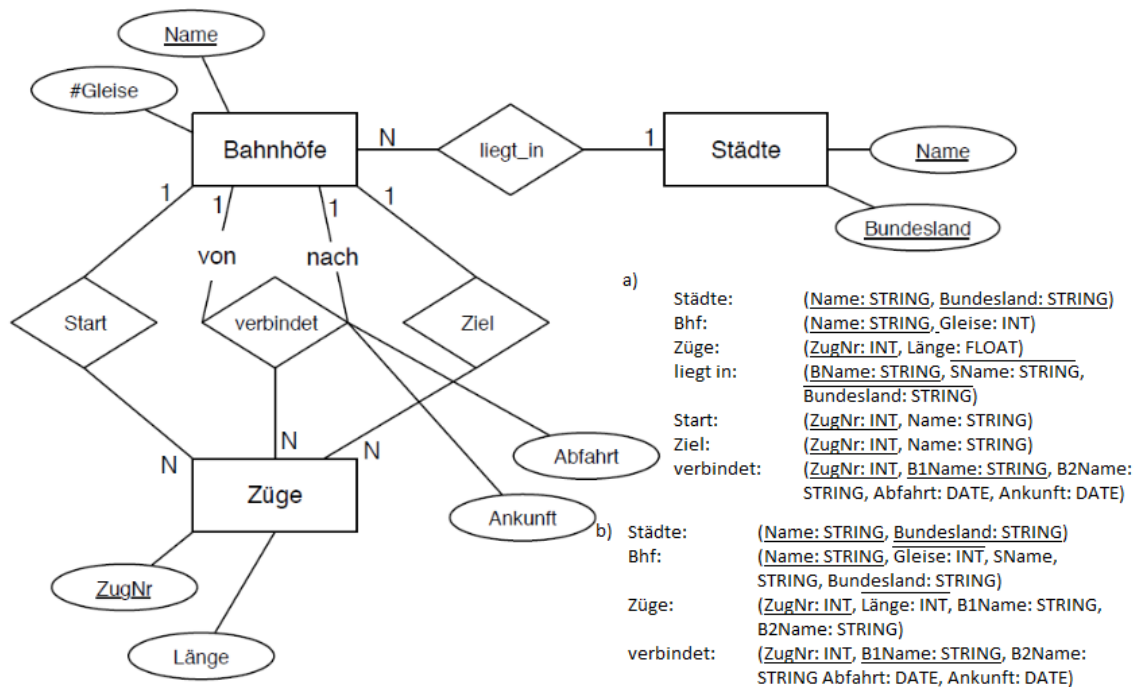 Name
#Gleise
Bahnhöfe
N
liegt_in
1
Städte
Name
Bundesland
1
1
1
1
von
nach
Start
verbindet
Ziel
N
N
N
Abfahrt
Ankunft
Züge
ZugNr
Länge
a)
Städte: (Name: STRING, Bundesland: STRING)
Bhf: (Name: STRING, Gleise: INT)
Züge: (ZugNr: INT, Länge: FLOAT)
liegt in: (BName: STRING, SName: STRING,
Bundesland: STRING)
Start: (ZugNr: INT, Name: STRING)
Ziel: (ZugNr: INT, Name: STRING)
verbindet: (ZugNr: INT, B1Name: STRING, B2Name:
STRING, Abfahrt: DATE, Ankunft: DATE)
b) Städte: (Name: STRING, Bundesland: STRING)
Bhf: (Name: STRING, Gleise: INT, SName,
STRING, Bundesland: STRING)
Züge: (ZugNr: INT, Länge: INT, B1Name: STRING,
B2Name: STRING)
verbindet: (ZugNr: INT, B1Name: STRING, B2Name:
STRING Abfahrt: DATE, Ankunft: DATE)